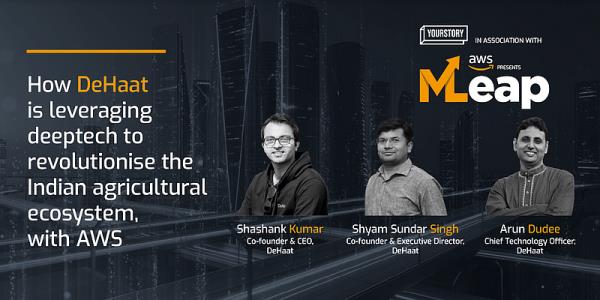 YOURSTORY
IN ASSOCIATION WITH
aws
PRESENTS
MLeap
How DeHaat
is leveraging
deeptech to
revolutionise the
Indian agricultural
ecosystem,
with AWS
Shashank Kumar
Co-founder & CEO,
DeHaat
Shyam Sundar Singh
Co-founder & Executive Director,
DeHaat
Arun Dudee
Chief Technology Officer,
DeHaat